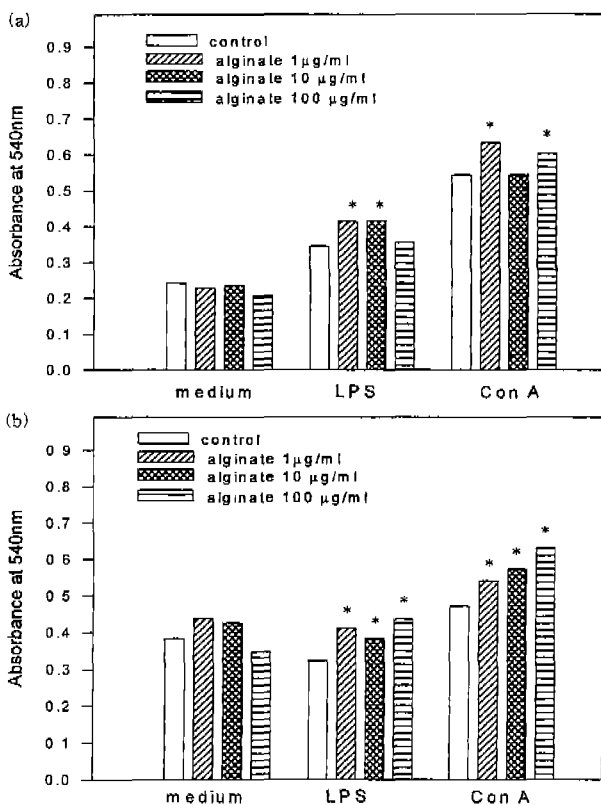 (a)
control
alginate 1μg/ml
alginate 10 μg/ml
alginate 100 μg/ml
Absorbance at 540nm
0.9
0.8
0.7
0.6
0.5
0.4
0.3
0.2
0.1
0.0
* * * *
medium LPS Con A
(b)
control
alginate 1μg/ml
alginate 10 μg/ml
alginate 100 μg/ml
Absorbance at 540nm
0.9
0.8
0.7
0.6
0.5
0.4
0.3
0.2
0.1
0.0
* * * * * *
medium LPS Con A